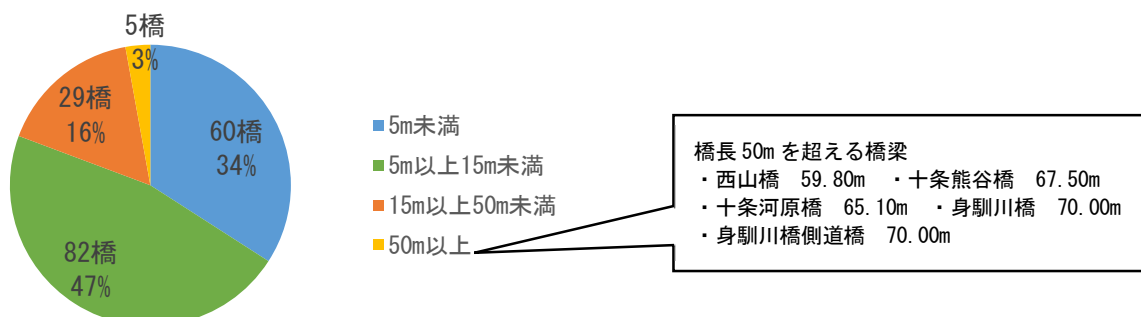 5橋
3%
29橋
16%
60橋
34%
82橋
47%
5m未満
5m以上15m未満
15m以上50m未満
50m以上
橋長 50m を超える橋梁
・西山橋　59.80m　・十条熊谷橋　67.50m
・十条河原橋　65.10m　・身馴川橋　70.00m
・身馴川橋側道橋　70.00m